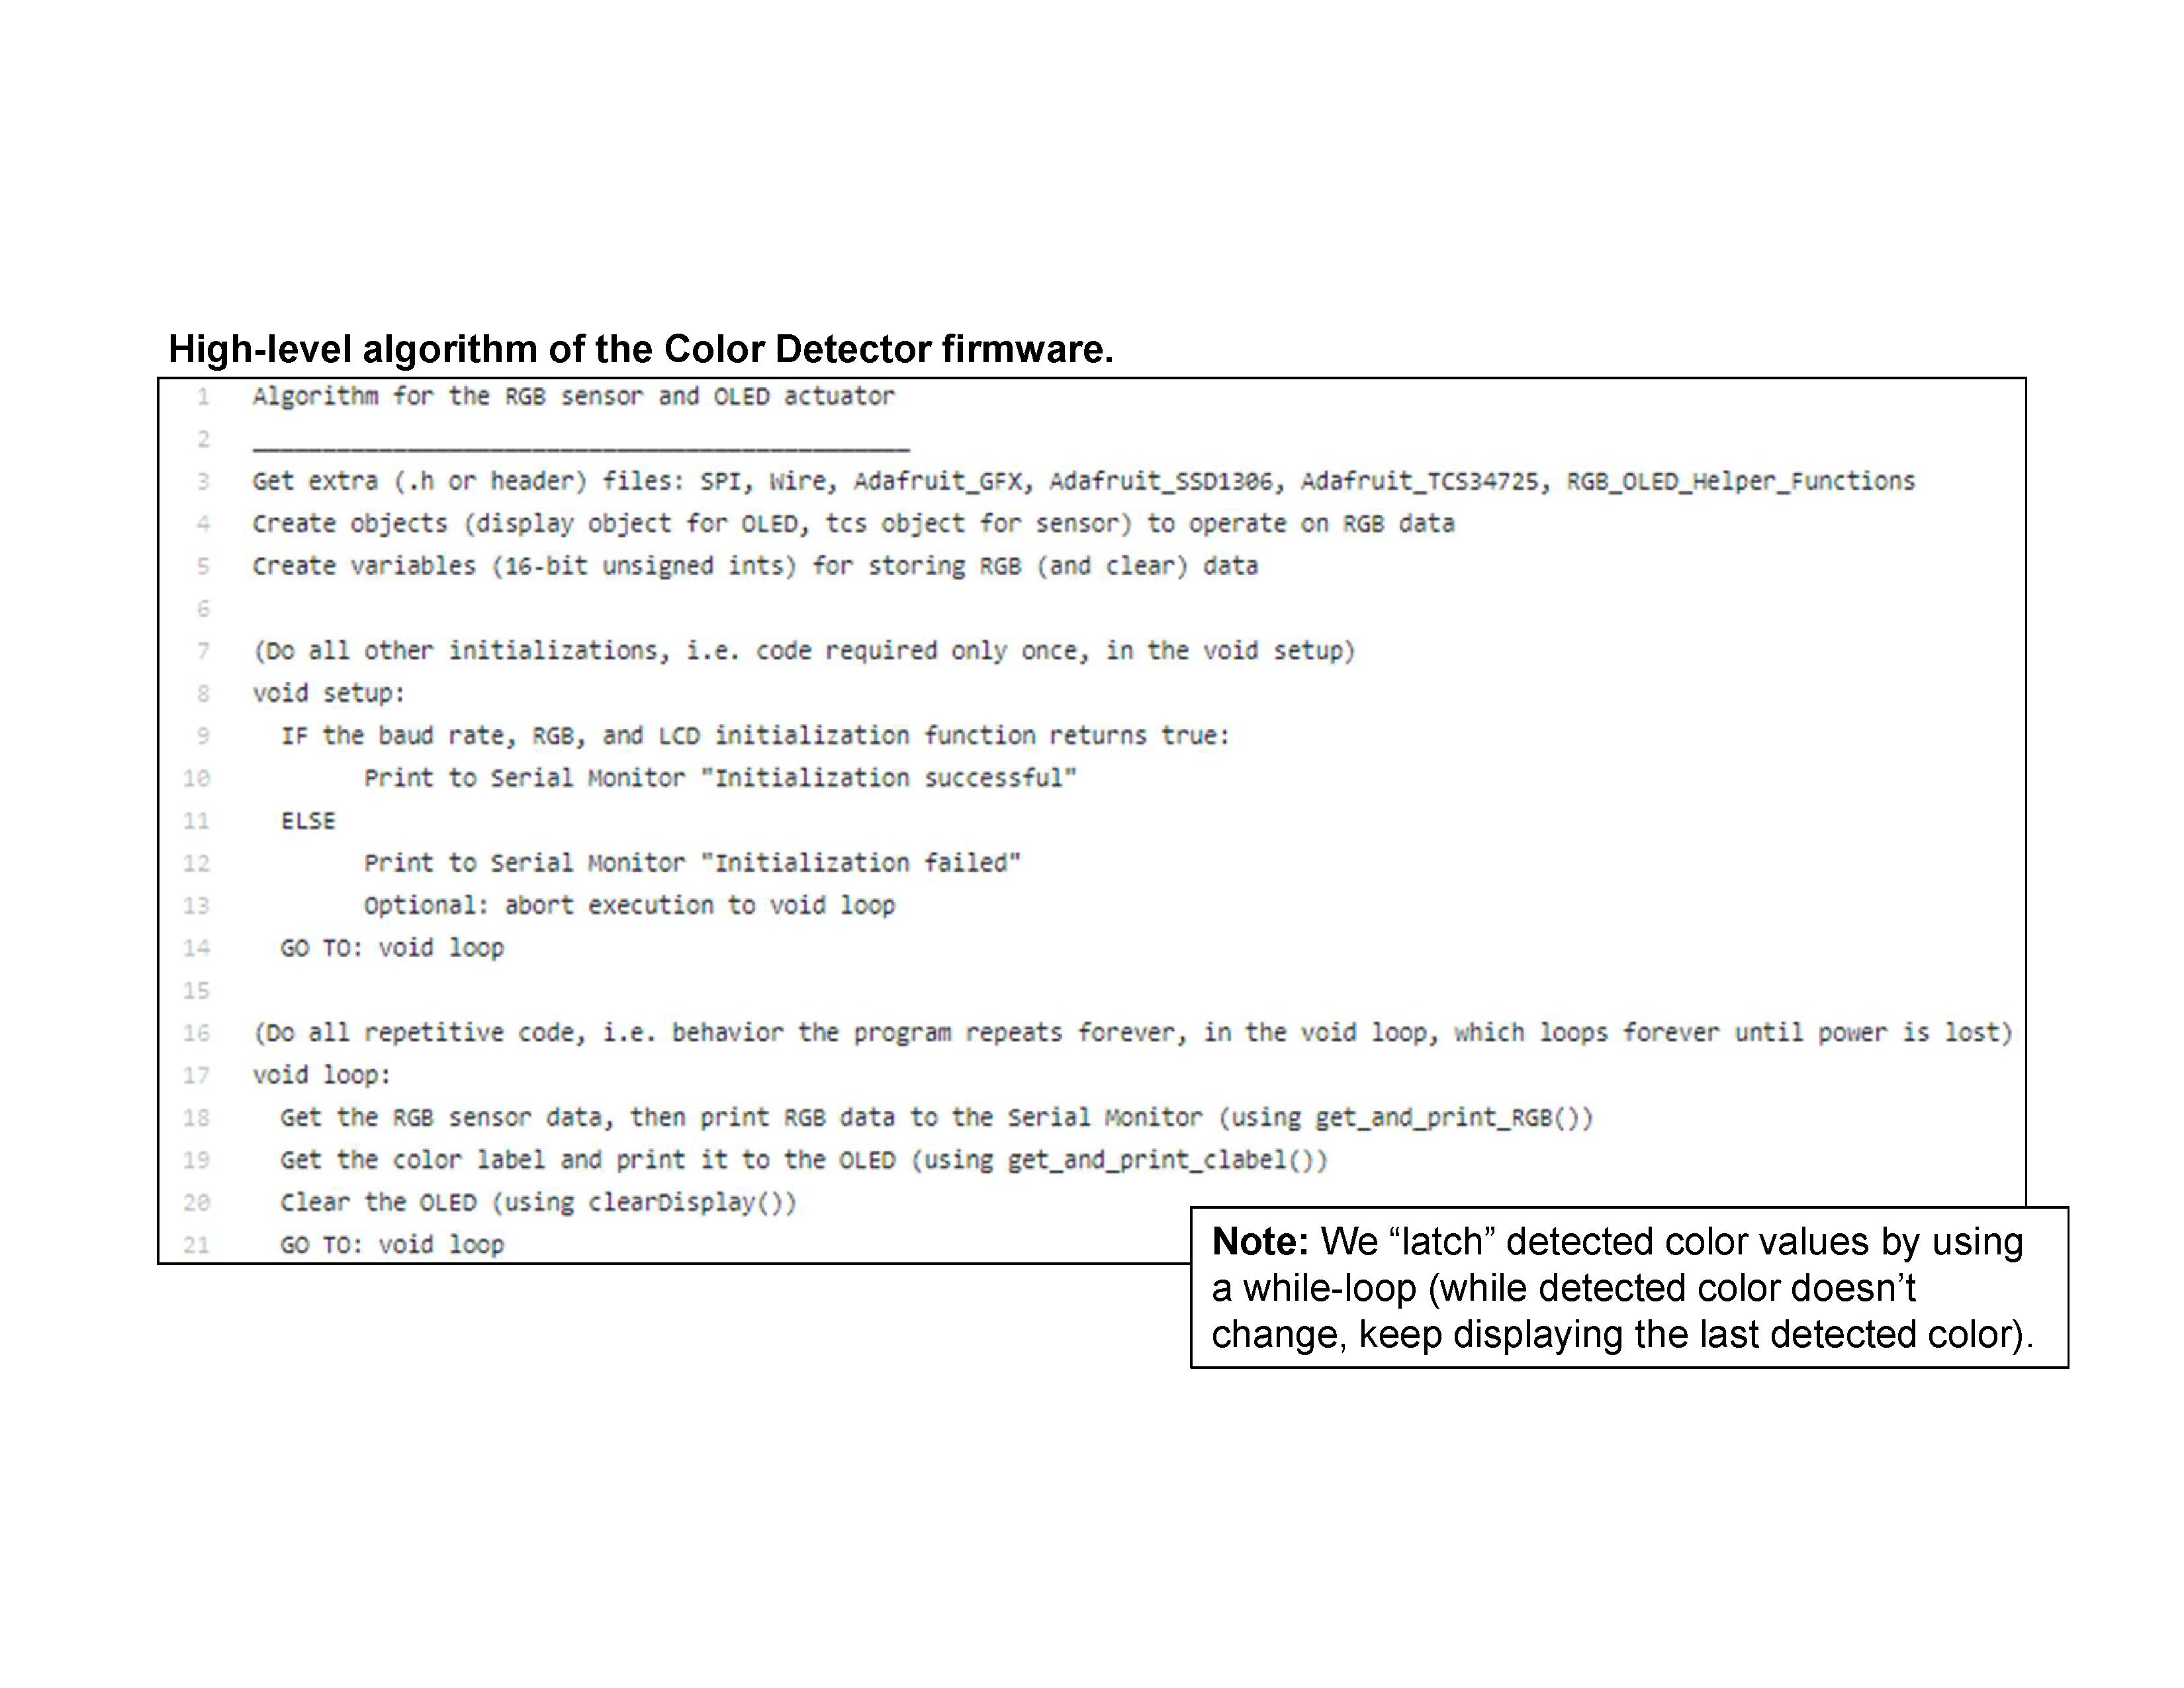 High-level algorithm of the Color Detector firmware.
1 Algorithm for the RGB sensor and OLED actuator
2 _______________________________________________
3 Get extra (.h or header) files: SPI, Wire, Adafruit_GFX, Adafruit_SSD1306, Adafruit_TCS34725, RGB_OLED_Helper_Functions
4 Create objects (display object for OLED, tcs object for sensor) to operate on RGB data
5 Create variables (16-bit unsigned ints) for storing RGB (and clear) data
6
7 (Do all other initializations, i.e. code required only once, in the void setup)
8 void setup:
9 IF the baud rate, RGB, and LCD initialization function returns true:
10 Print to Serial Monitor "Initialization successful"
11 ELSE
12 Print to Serial Monitor "Initialization failed"
13 Optional: abort execution to void loop
14 GO TO: void loop
15
16 (Do all repetitive code, i.e. behavior the program repeats forever, in the void loop, which loops forever until power is lost)
17 void loop:
18 Get the RGB sensor data, then print RGB data to the Serial Monitor (using get_and_print_RGB())
19 Get the color label and print it to the OLED (using get_and_print_clabel())
20 Clear the OLED (using clearDisplay())
21 GO TO: void loop
Note: We “latch” detected color values by using
a while-loop (while detected color doesn’t
change, keep displaying the last detected color).